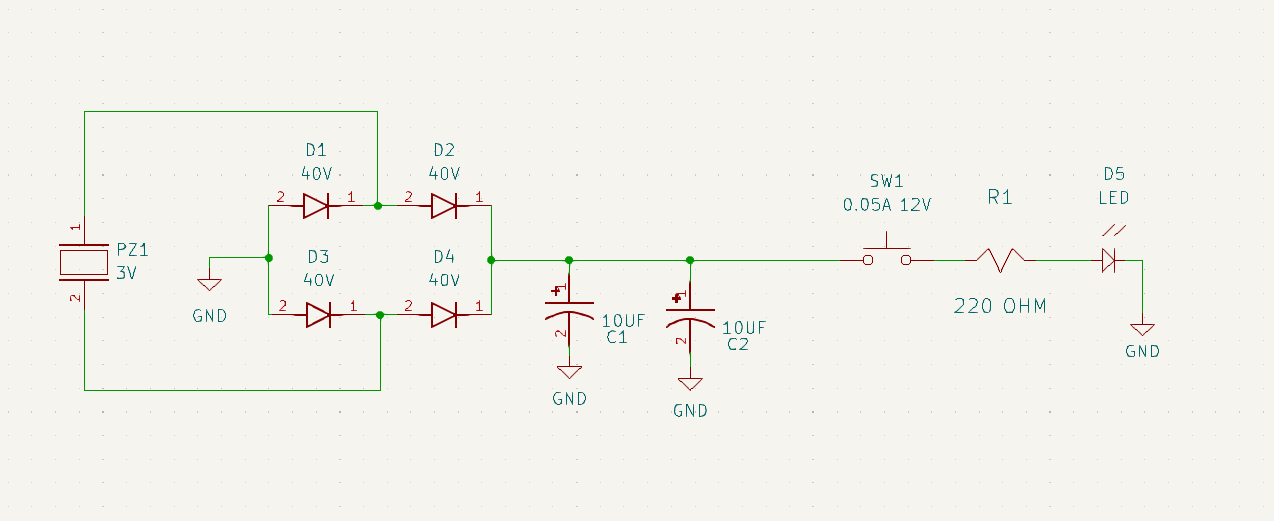 PZ1
3V
1
2
GND
D1
40V
2
1
D2
40V
2
1
D3
40V
2
1
D4
40V
2
1
1
2
10UF
C1
GND
1
2
10UF
C2
GND
SW1
0.05A 12V
R1
220 OHM
D5
LED
GND